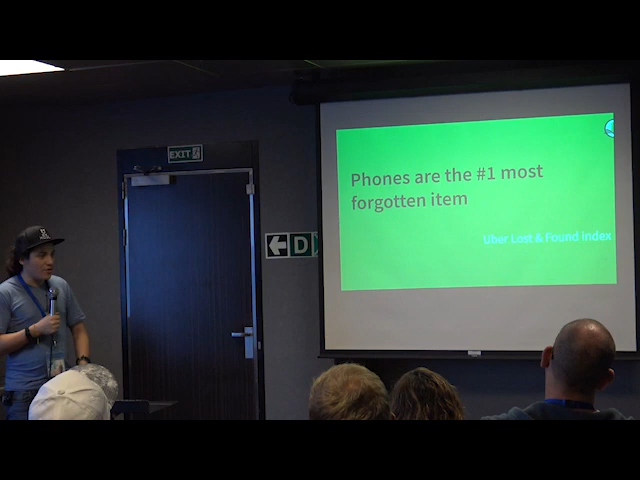 EXIT
D
Phones are the #1 most
forgotten item
Uber Lost & Found Index